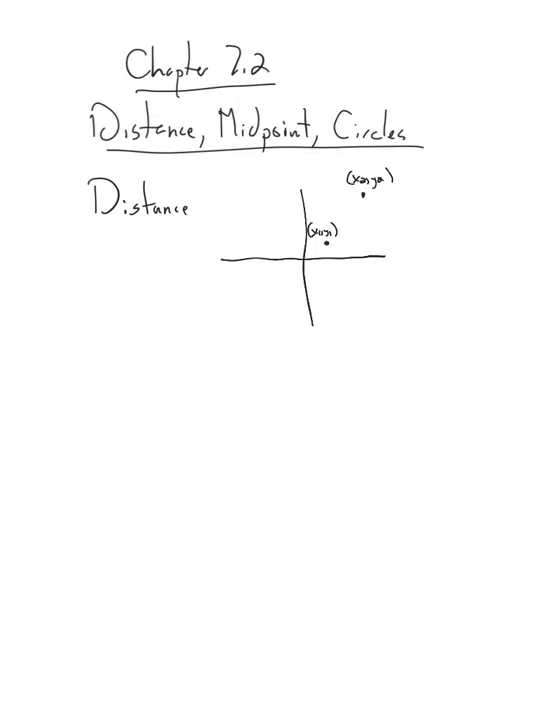 Chapter 7.2
Distance, Midpoint, Circles
Distance
(x2, y2)
(x1, y1)